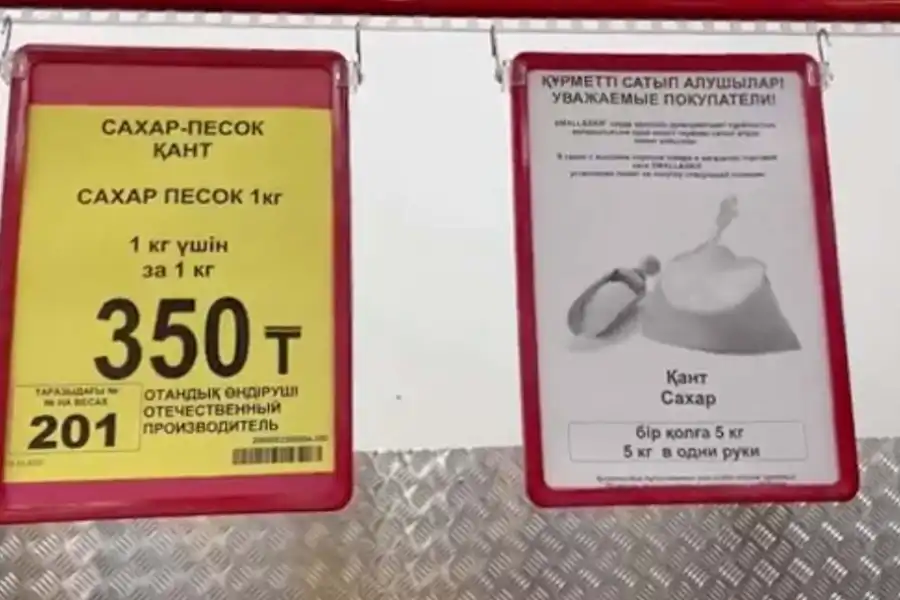 САХАР-ПЕСОК
ҚАНТ
САХАР ПЕСОК 1кг
1 кг үшін
за 1 кг
350 ₸
ТАРАЗЫДАҒЫ №
№ НА ВЕСАХ
201
ОТАНДЫҚ ӨНДІРУШІ
ОТЕЧЕСТВЕННЫЙ
ПРОИЗВОДИТЕЛЬ
ҚҰРМЕТТІ САТЫП АЛУШЫЛАР!
УВАЖАЕМЫЕ ПОКУПАТЕЛИ!
Қант
Сахар
бір қолға 5 кг
5 кг в одни руки